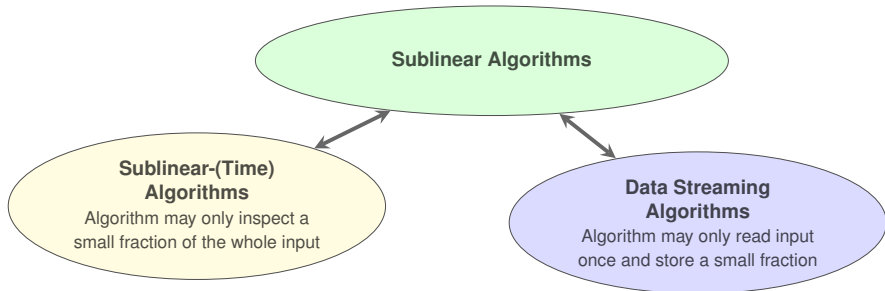 Sublinear Algorithms
Sublinear-(Time)
Algorithms
Algorithm may only inspect a
small fraction of the whole input
Data Streaming
Algorithms
Algorithm may only read input
once and store a small fraction